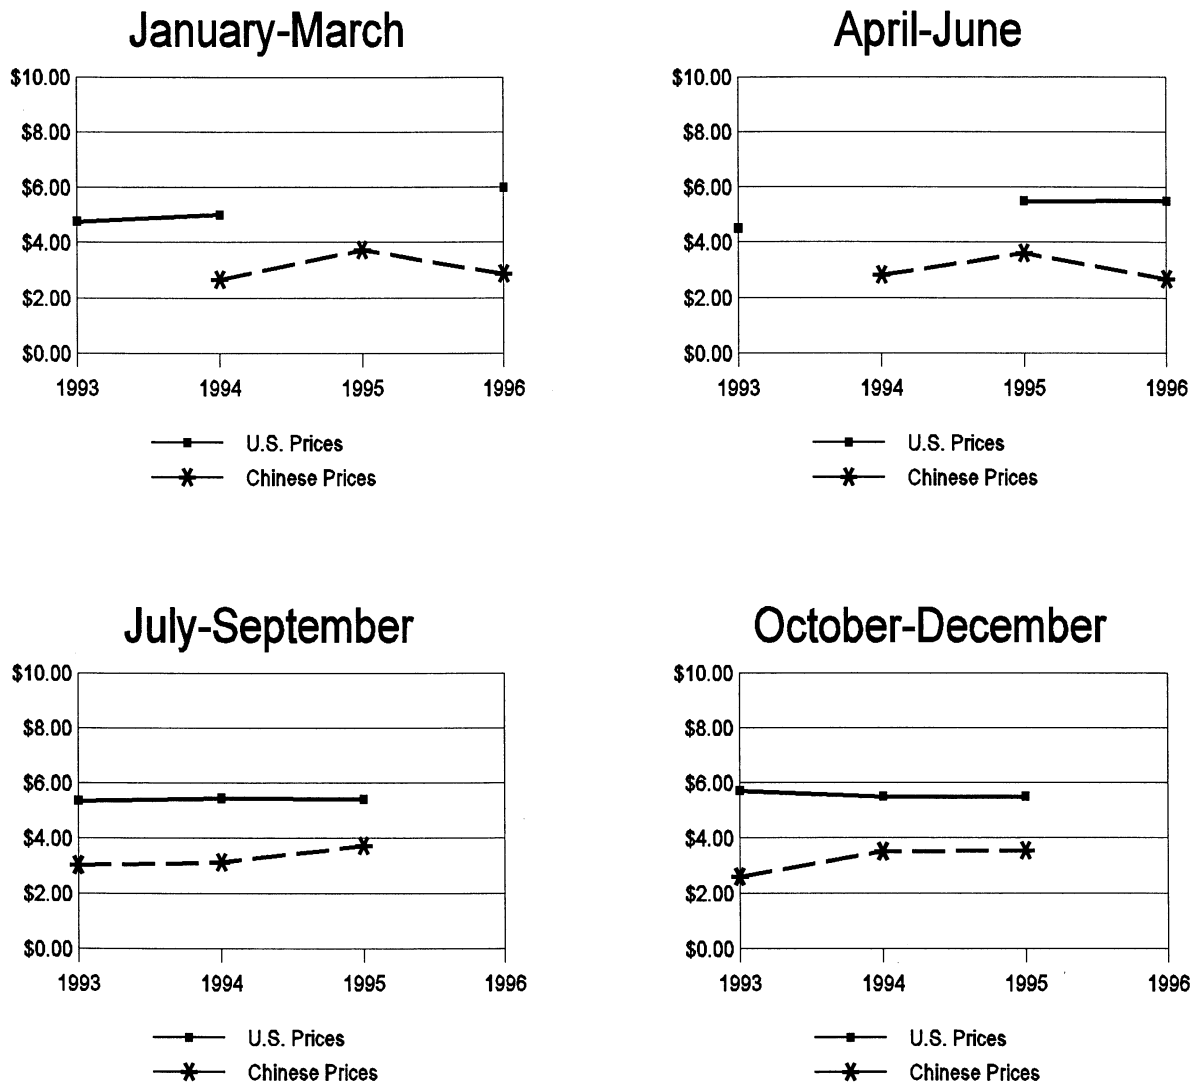 January-March
$10.00
$8.00
$6.00
$4.00
$2.00
$0.00
1993 1994 1995 1996
U.S. Prices
Chinese Prices
April-June
$10.00
$8.00
$6.00
$4.00
$2.00
$0.00
1993 1994 1995 1996
U.S. Prices
Chinese Prices
July-September
$10.00
$8.00
$6.00
$4.00
$2.00
$0.00
1993 1994 1995 1996
U.S. Prices
Chinese Prices
October-December
$10.00
$8.00
$6.00
$4.00
$2.00
$0.00
1993 1994 1995 1996
U.S. Prices
Chinese Prices